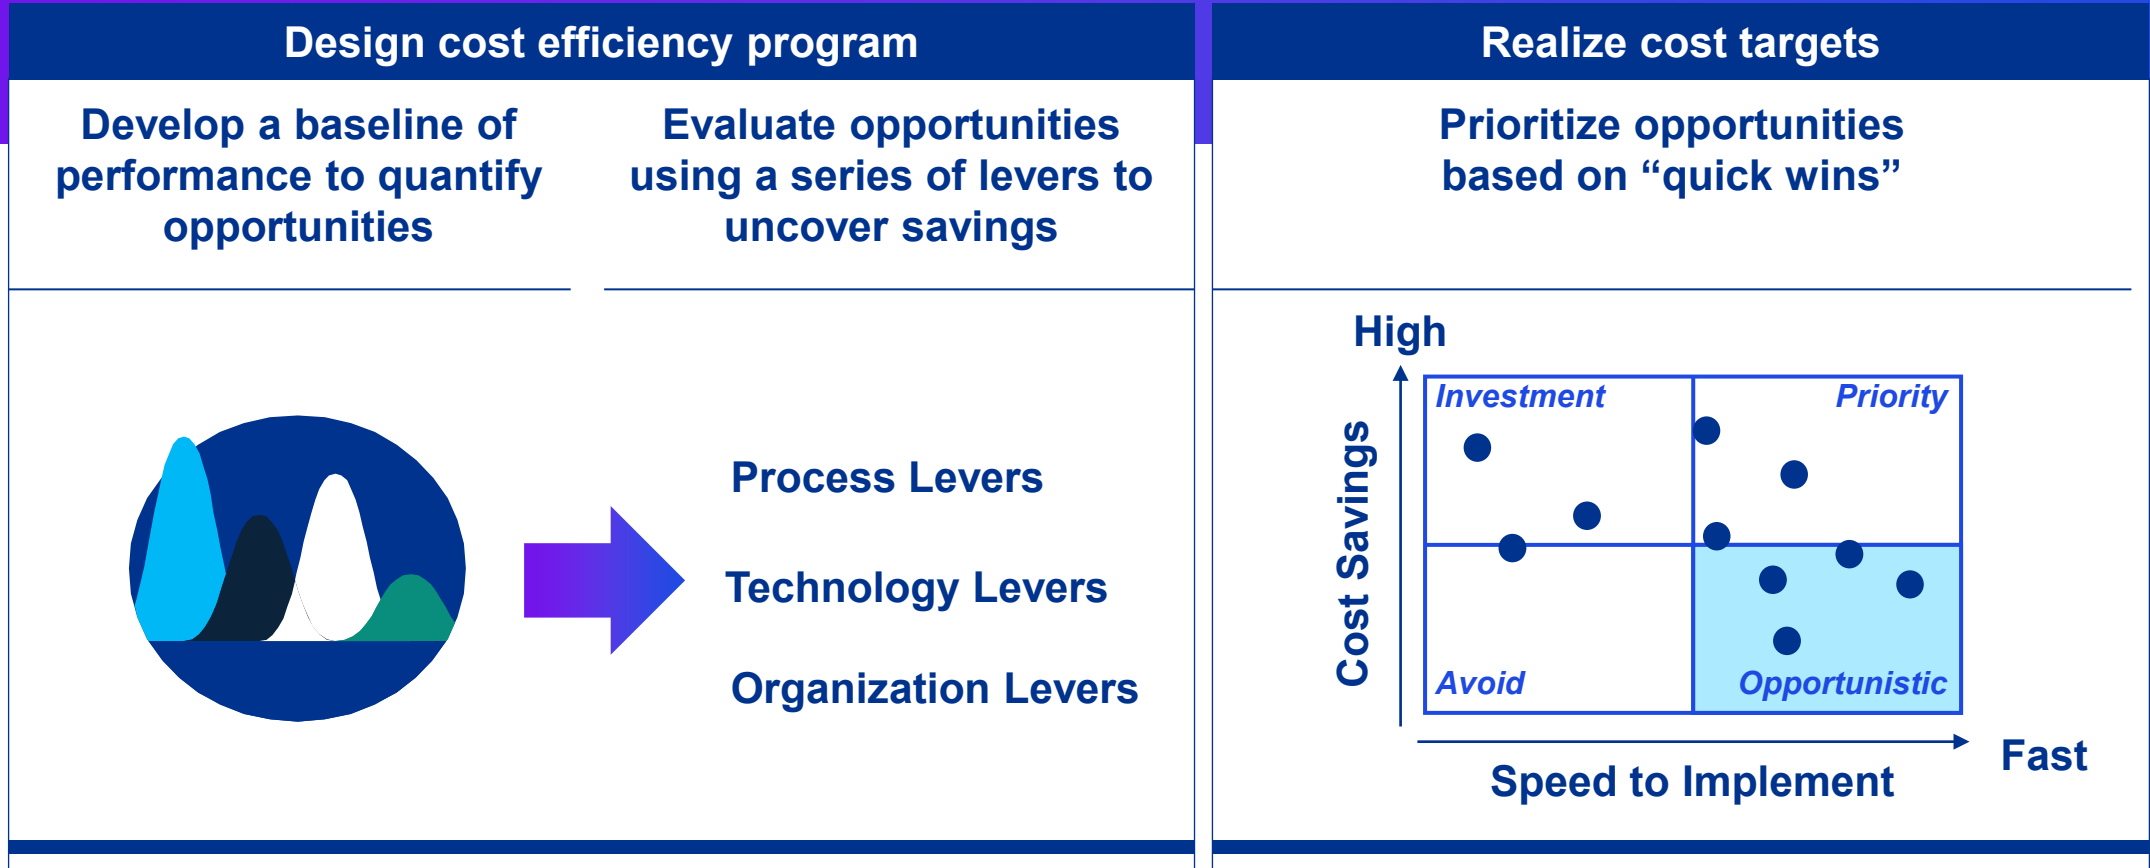 Design cost efficiency program
Develop a baseline of
performance to quantify
opportunities
Evaluate opportunities
using a series of levers to
uncover savings
Process Levers
Technology Levers
Organization Levers
Realize cost targets
Prioritize opportunities
based on “quick wins”
High
Cost Savings
Investment
Priority
Avoid
Opportunistic
Fast
Speed to Implement